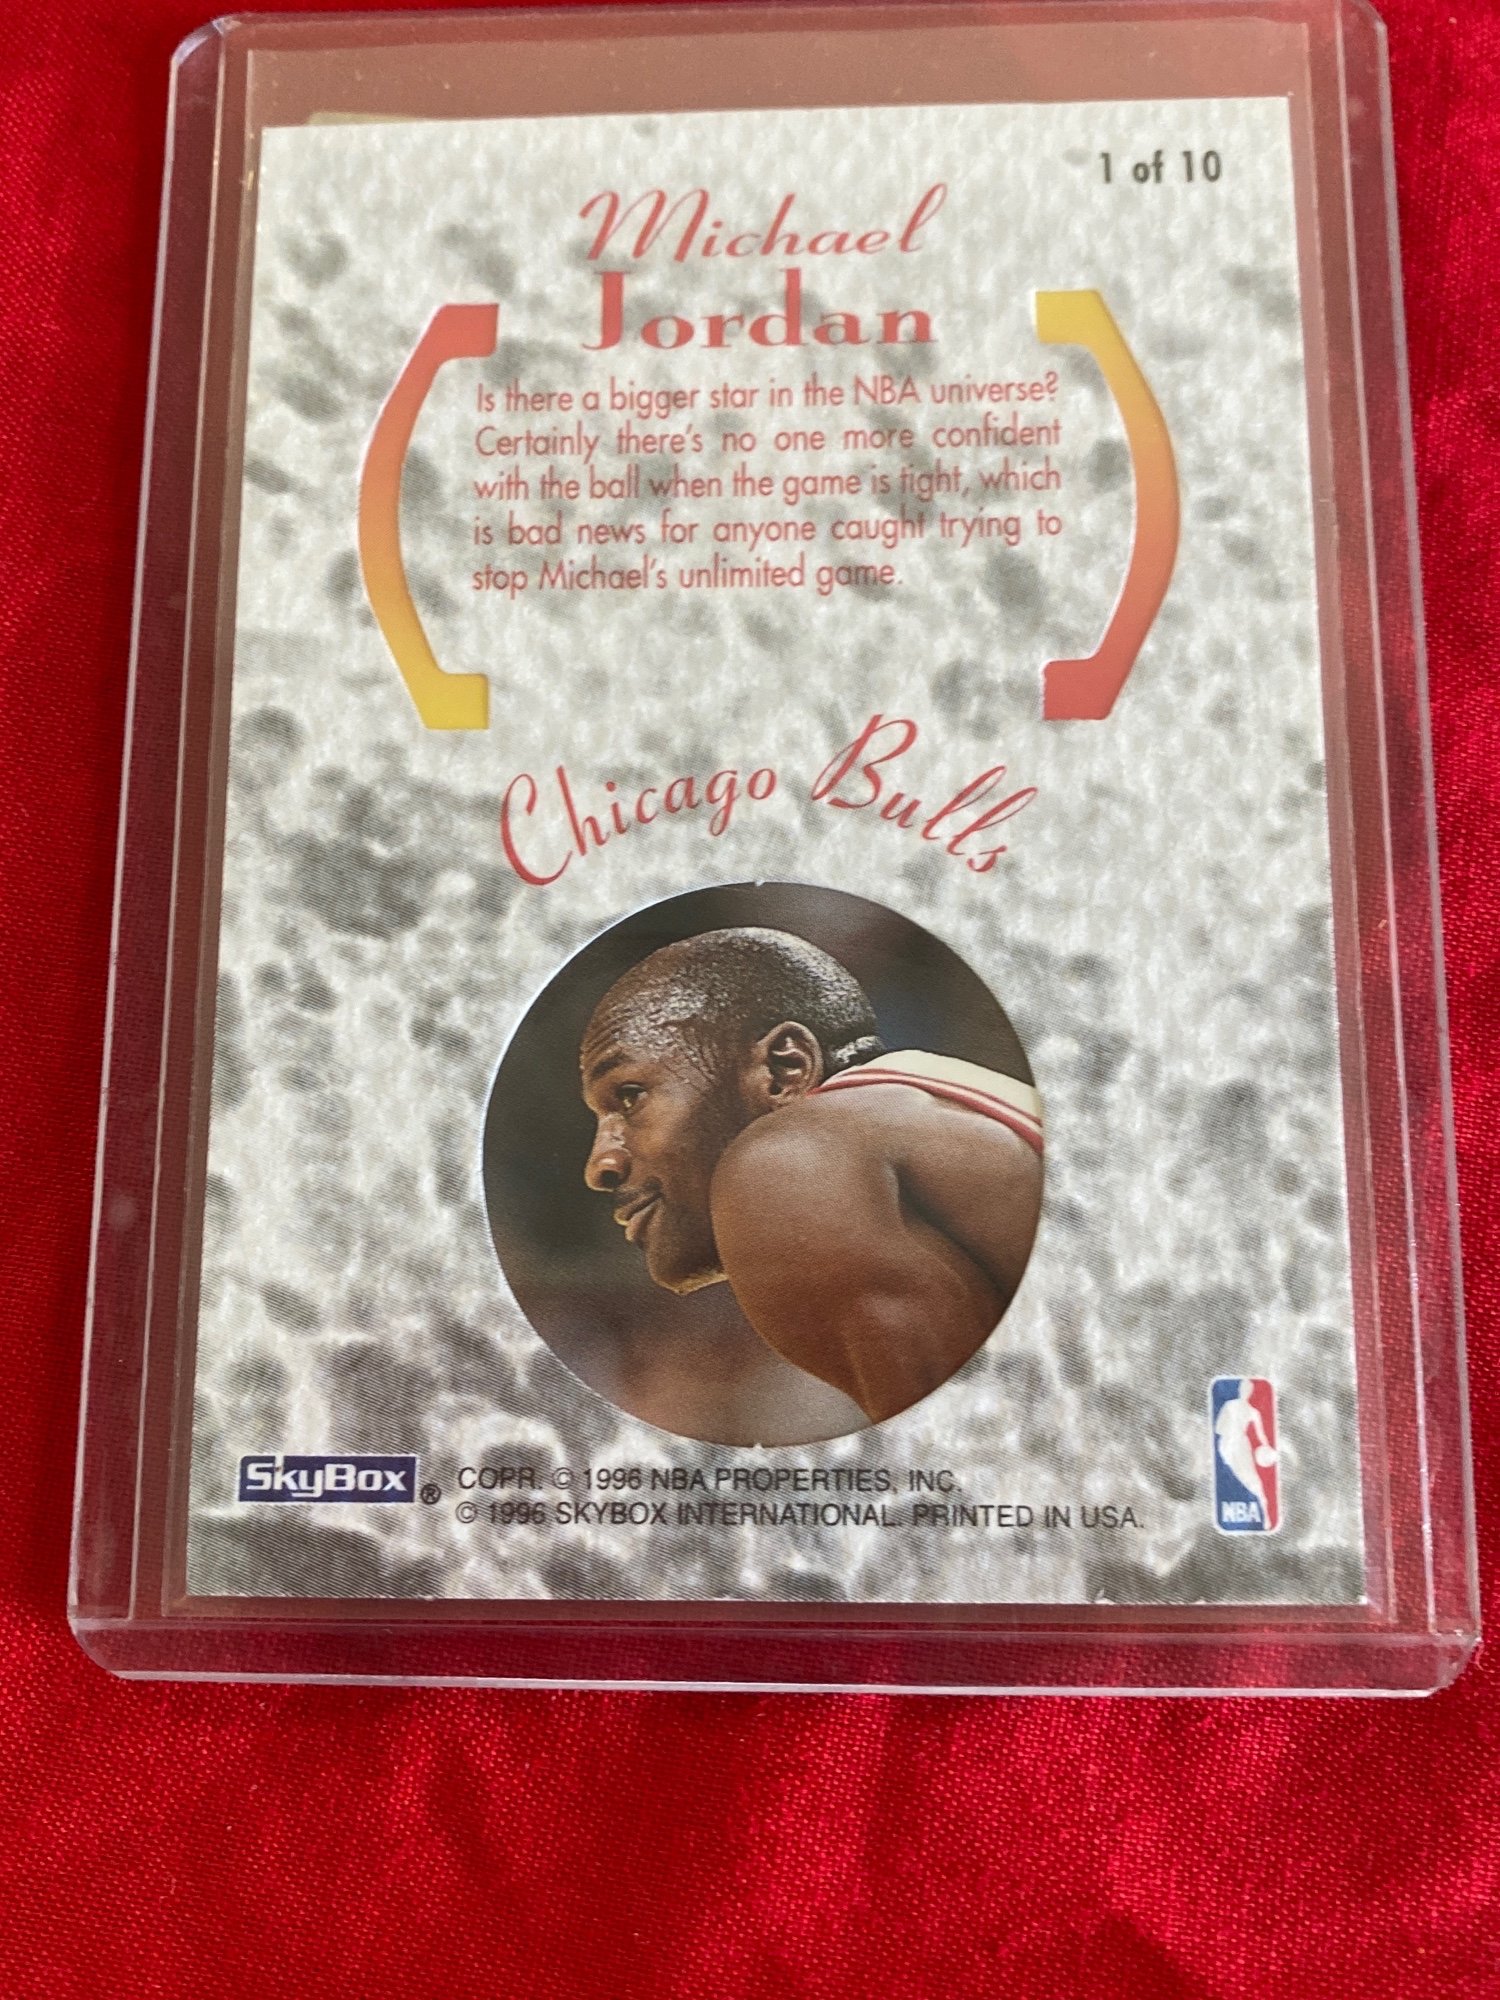 1 of 10
Michael
Jordan
Is there a bigger star in the NBA universe?
Certainly there's no one more confident
with the ball when the game is tight, which
is bad news for anyone caught trying to
stop Michael's unlimited game.
Chicago Bulls
SkyBox® COPR. © 1996 NBA PROPERTIES, INC.
© 1996 SKYBOX INTERNATIONAL. PRINTED IN USA.
NBA